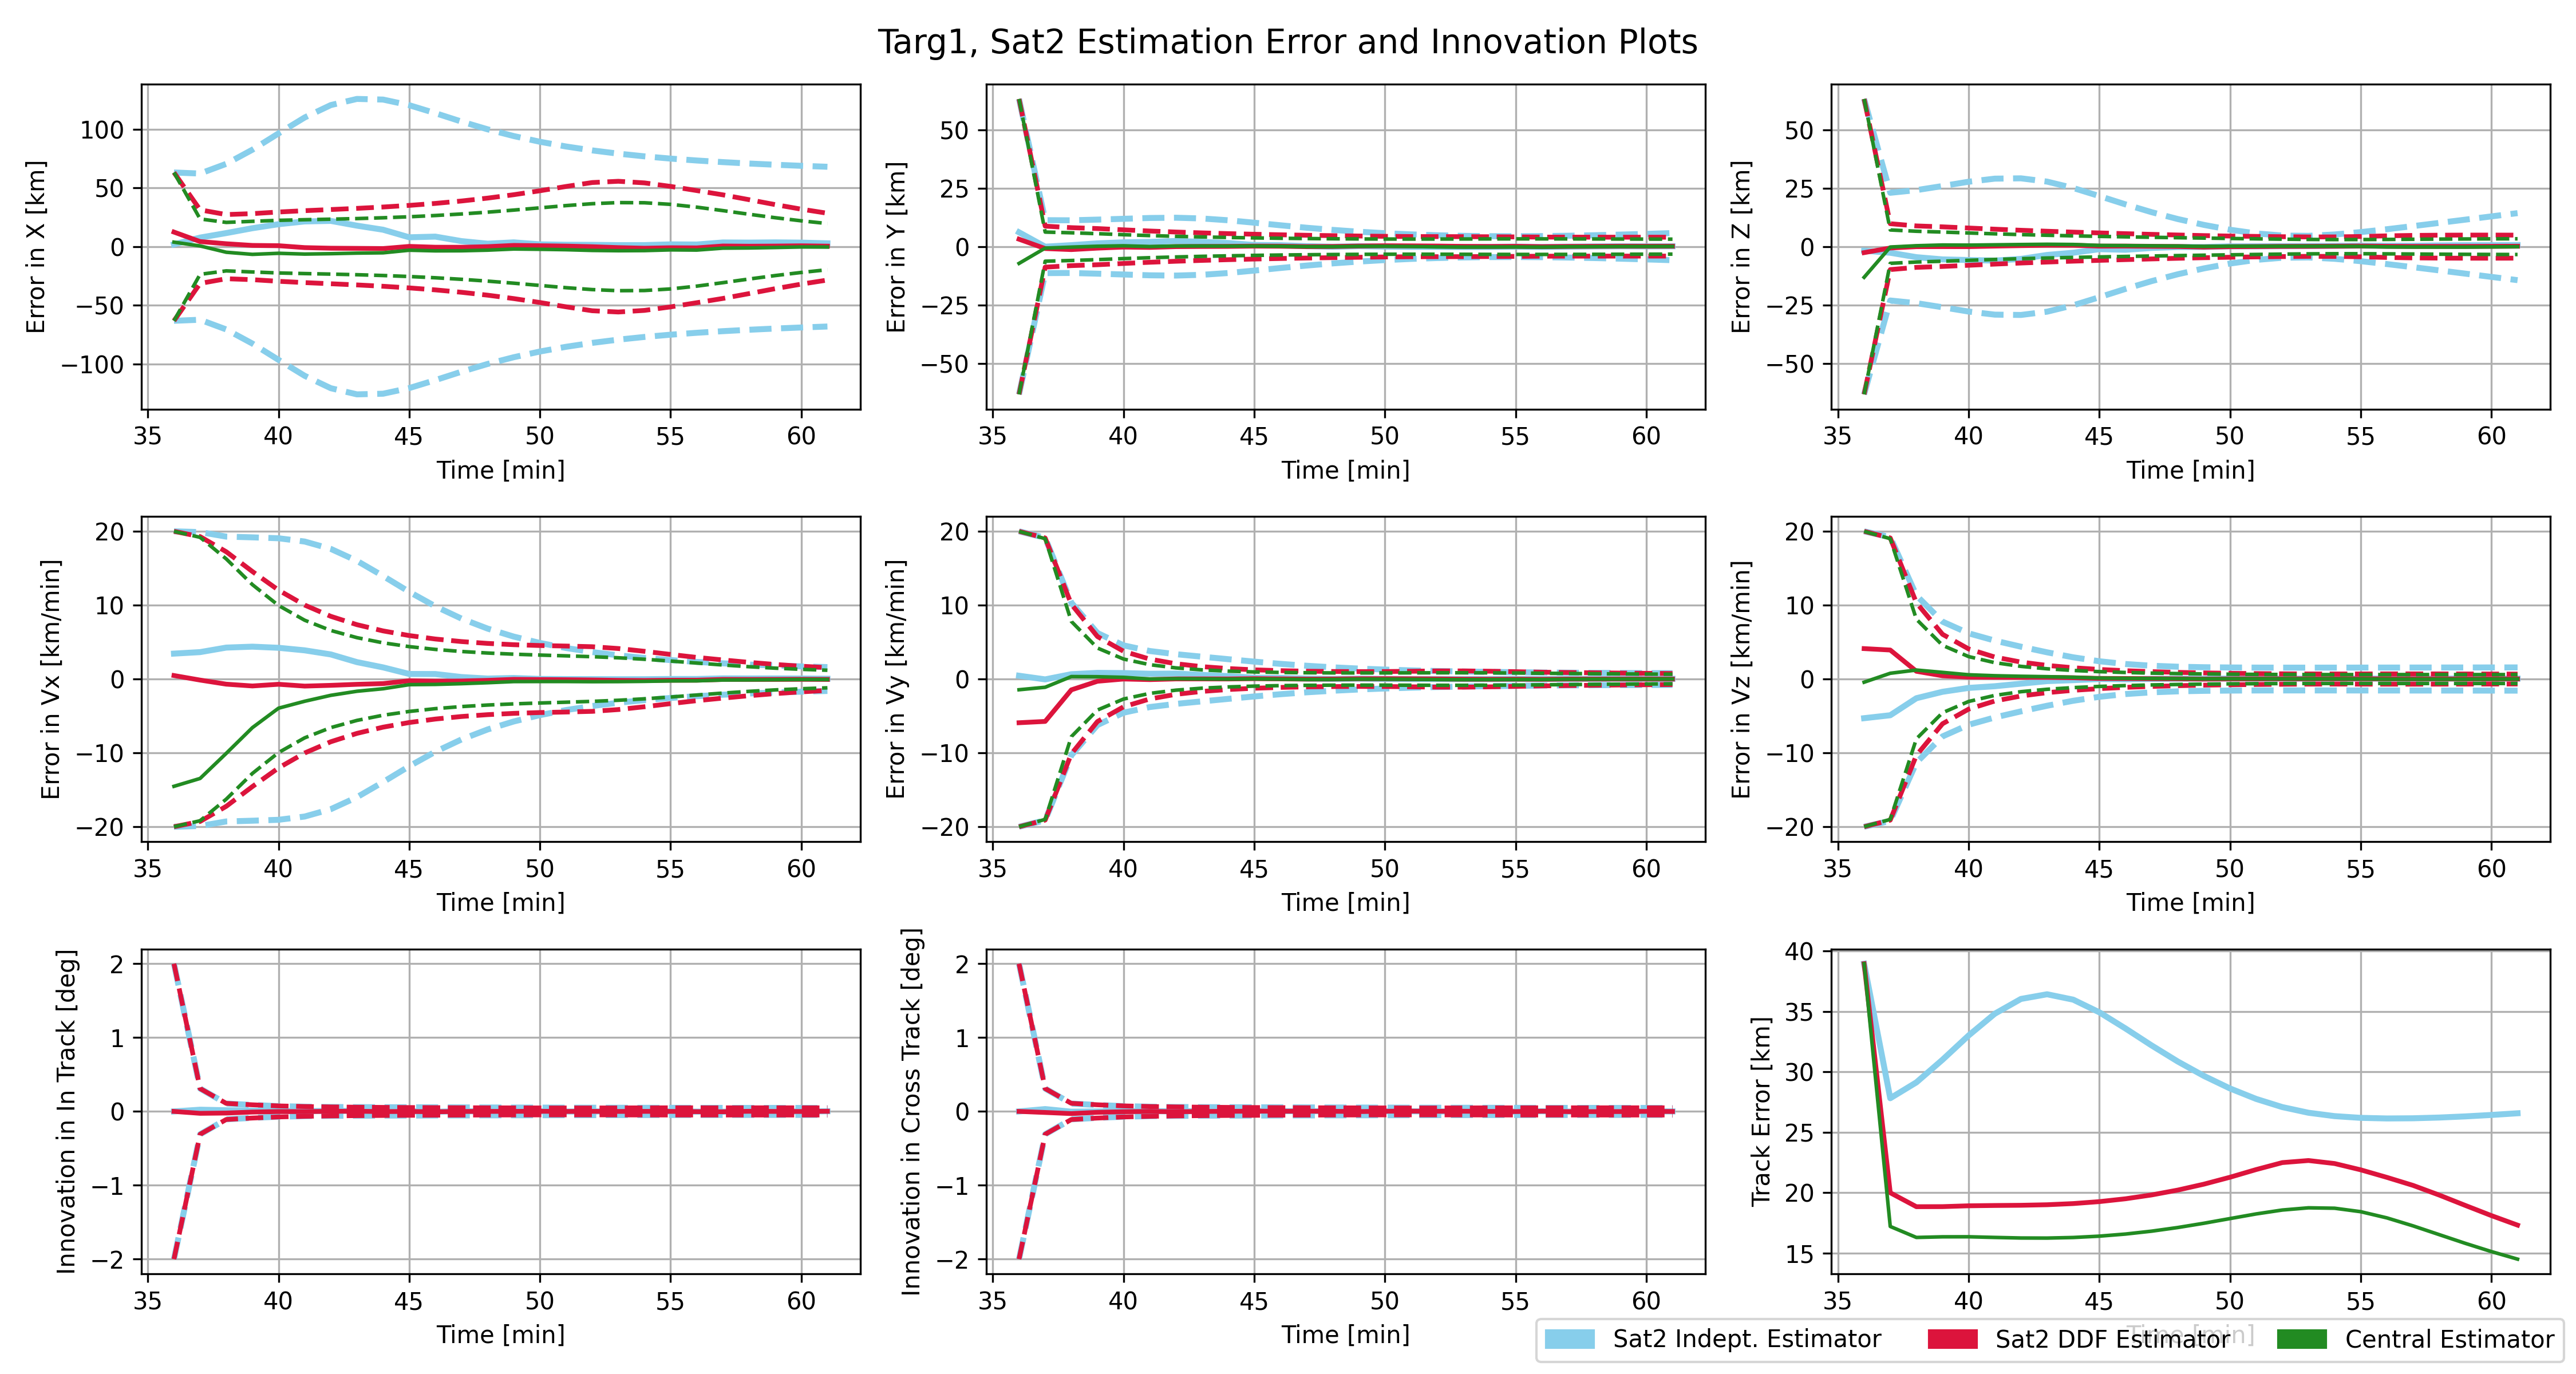 Targ1, Sat2 Estimation Error and Innovation Plots
Error in X [km]
100
50
0
−50
−100
35 40 45 50 55 60
Time [min]
Error in Y [km]
50
25
0
−25
−50
35 40 45 50 55 60
Time [min]
Error in Z [km]
50
25
0
−25
−50
35 40 45 50 55 60
Time [min]
Error in Vx [km/min]
20
10
0
−10
−20
35 40 45 50 55 60
Time [min]
Error in Vy [km/min]
20
10
0
−10
−20
35 40 45 50 55 60
Time [min]
Error in Vz [km/min]
20
10
0
−10
−20
35 40 45 50 55 60
Time [min]
Innovation in In Track [deg]
2
1
0
−1
−2
35 40 45 50 55 60
Time [min]
Innovation in Cross Track [deg]
2
1
0
−1
−2
35 40 45 50 55 60
Time [min]
Track Error [km]
40
35
30
25
20
15
35 40 45 50 55 60
Time [min]
Sat2 Indept. Estimator Sat2 DDF Estimator Central Estimator